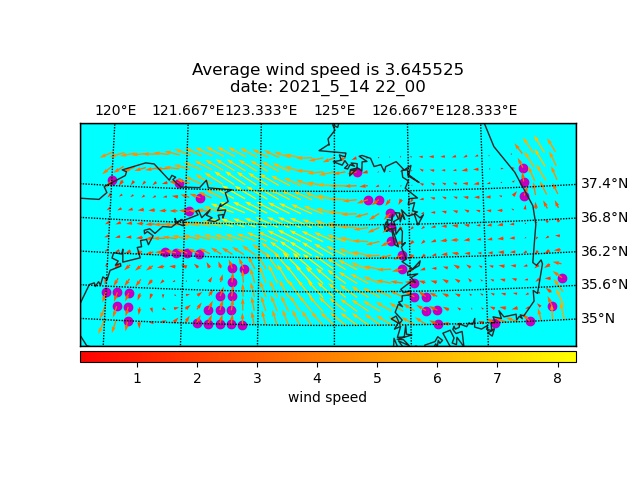 Average wind speed is 3.645525
date: 2021_5_14 22_00
120°E 121.667°E 123.333°E 125°E 126.667°E 128.333°E
37.4°N
36.8°N
36.2°N
35.6°N
35°N
1 2 3 4 5 6 7 8
wind speed